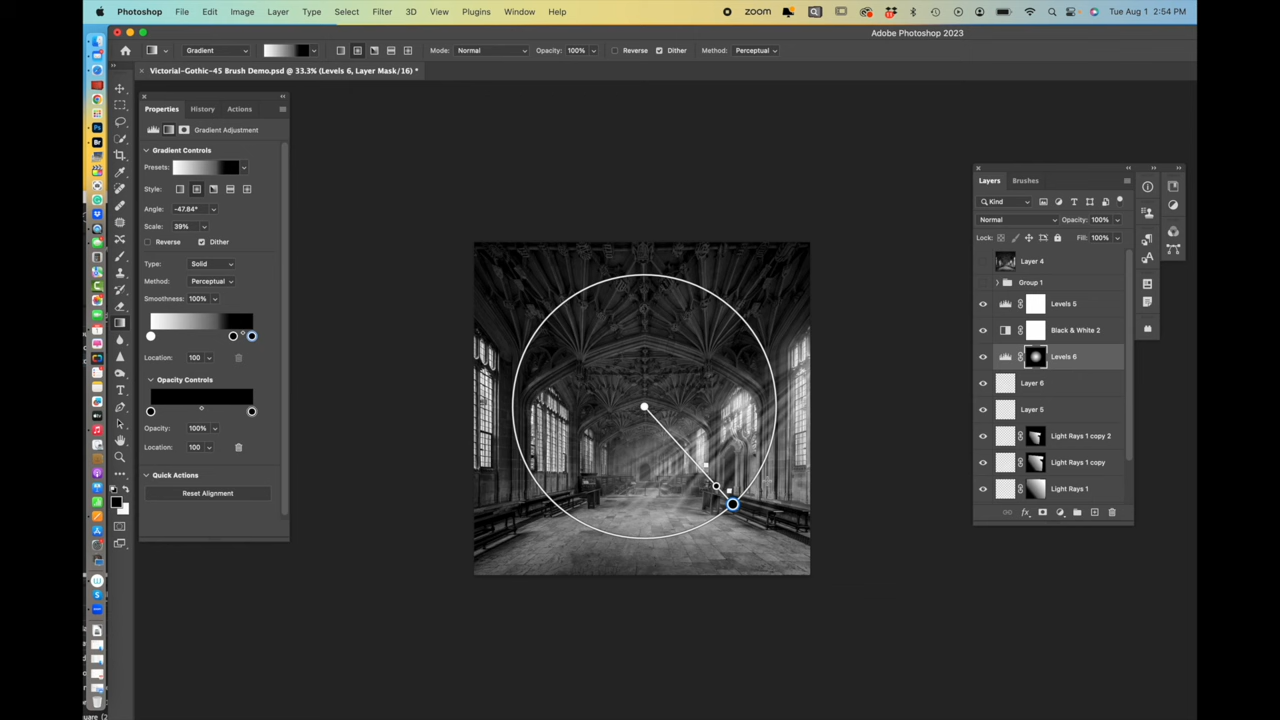 Photoshop File Edit Image Layer Type Select Filter 3D View Plugins Window Help zoom Tue Aug 1 2:54 PM
Adobe Photoshop 2023
Gradient Mode: Normal Opacity: 100% Reverse Dither Method: Perceptual
Victorial-Gothic-45 Brush Demo.psd @ 33.3% (Levels 6, Layer Mask/16) *
Properties History Actions
Gradient Adjustment
Gradient Controls
Presets:
Style:
Angle: -47.84°
Scale: 39%
Reverse Dither
Type: Solid
Method: Perceptual
Smoothness: 100%
Location: 100
Opacity Controls
Opacity: 100%
Location: 100
Quick Actions
Reset Alignment
Layers Brushes
Kind
Normal Opacity: 100%
Lock: Fill: 100%
Layer 4
Group 1
Levels 5
Black & White 2
Levels 6
Layer 6
Layer 5
Light Rays 1 copy 2
Light Rays 1 copy
Light Rays 1
fx